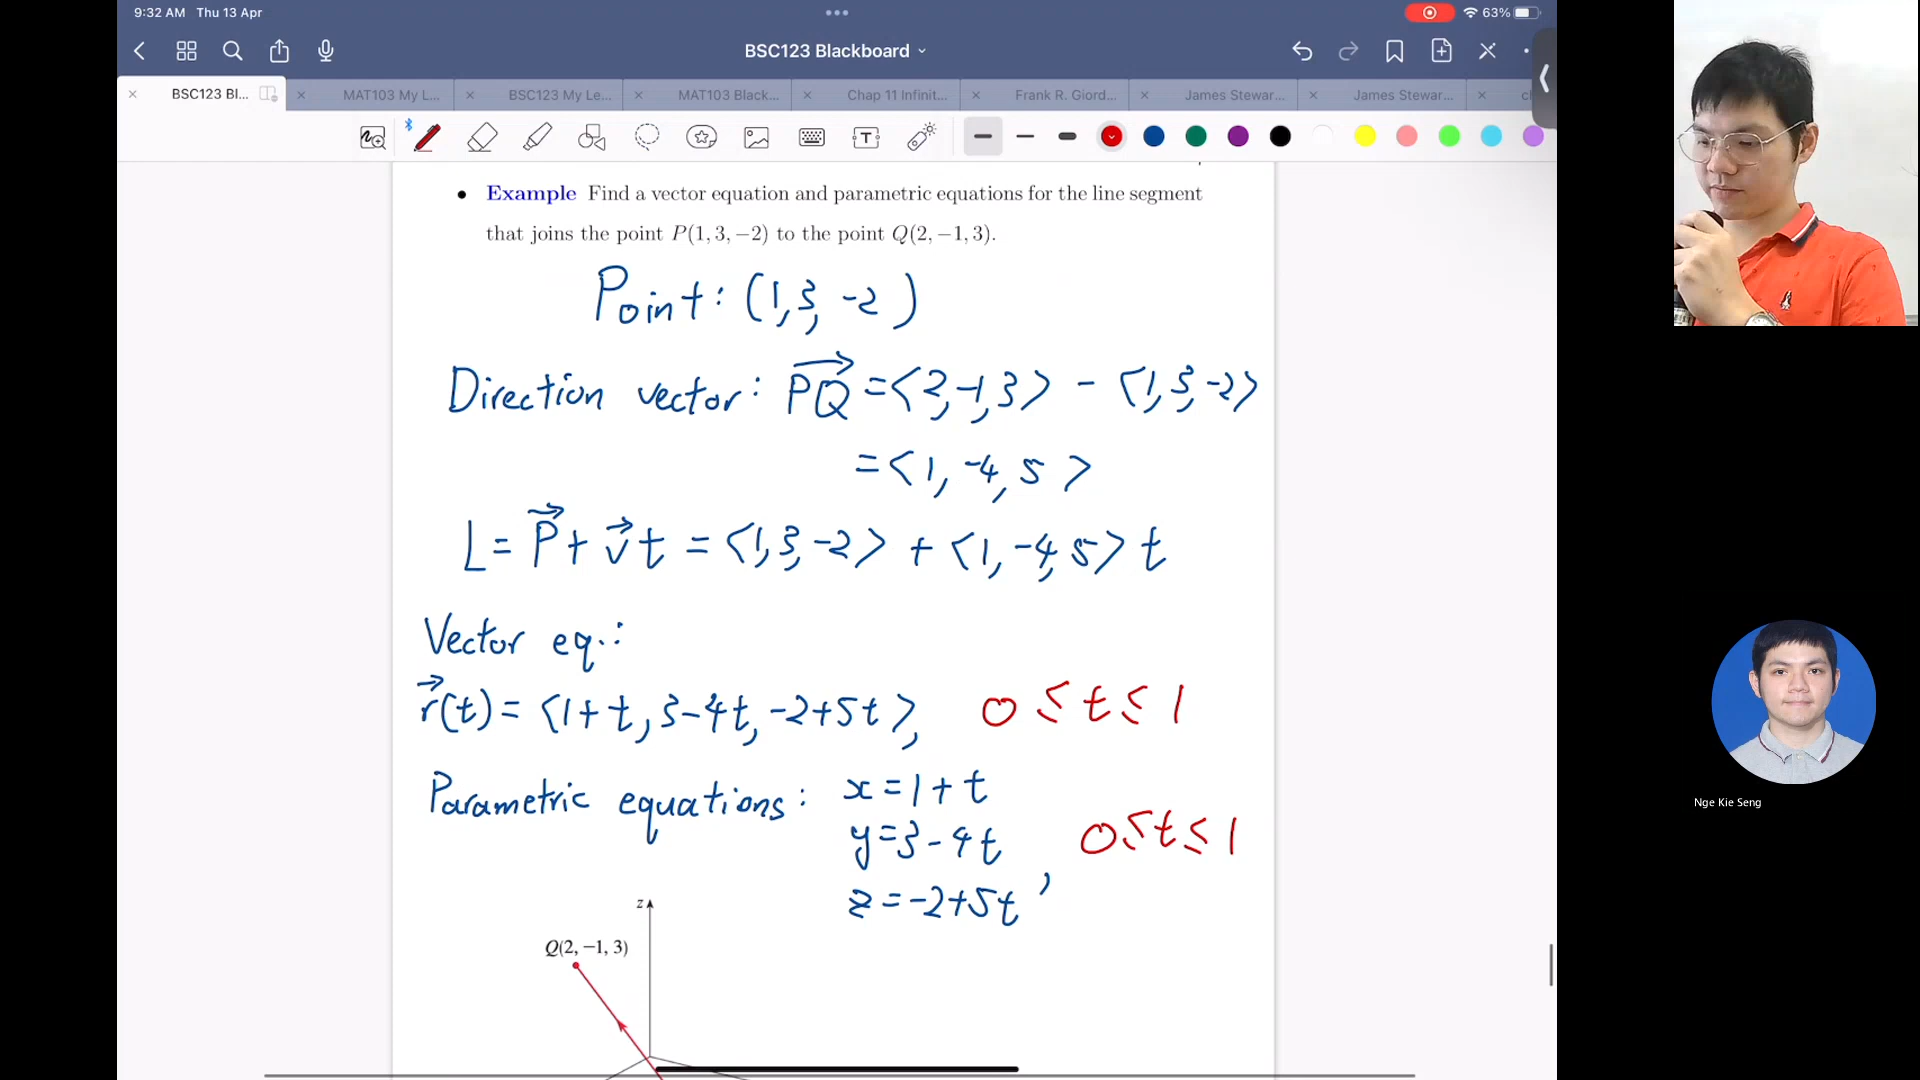 9:32 AM Thu 13 Apr
63%
BSC123 Blackboard
BSC123 Bl...
MAT103 My L...
BSC123 My Le...
MAT103 Black...
Chap 11 Infinit...
Frank R. Giord...
James Stewar...
James Stewar...
• Example Find a vector equation and parametric equations for the line segment
that joins the point P(1, 3, −2) to the point Q(2, −1, 3).
Point: (1, 3, -2)
Direction vector: PQ⃗ = <2, -1, 3> - <1, 3, -2>
= <1, -4, 5>
L = P⃗ + v⃗ t = <1, 3, -2> + <1, -4, 5> t
Vector eq.:
r⃗(t) = <1+t, 3-4t, -2+5t>, 0 ≤ t ≤ 1
Parametric equations: x = 1 + t
y = 3 - 4t
z = -2 + 5t , 0 ≤ t ≤ 1
z
Q(2, −1, 3)
Nge Kie Seng